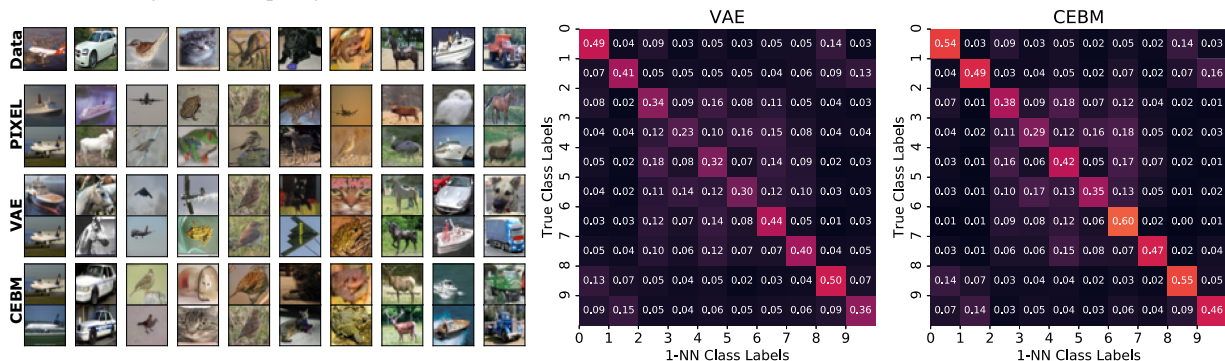 Data
PIXEL
VAE
CEBM
VAE
True Class Labels
0
1
2
3
4
5
6
7
8
9
0.49 0.04 0.09 0.03 0.05 0.03 0.05 0.05 0.14 0.03
0.07 0.41 0.05 0.05 0.05 0.04 0.06 0.06 0.09 0.13
0.08 0.02 0.34 0.09 0.16 0.08 0.11 0.05 0.04 0.03
0.04 0.04 0.12 0.23 0.10 0.16 0.15 0.08 0.04 0.04
0.05 0.02 0.18 0.08 0.32 0.07 0.14 0.09 0.02 0.03
0.04 0.02 0.11 0.14 0.12 0.30 0.12 0.10 0.03 0.03
0.03 0.03 0.12 0.07 0.14 0.08 0.44 0.04 0.03 0.03
0.05 0.04 0.10 0.06 0.12 0.07 0.07 0.40 0.04 0.05
0.13 0.07 0.05 0.04 0.04 0.03 0.03 0.04 0.50 0.07
0.09 0.15 0.05 0.04 0.05 0.05 0.06 0.06 0.09 0.36
0 1 2 3 4 5 6 7 8 9
1-NN Class Labels
CEBM
True Class Labels
0
1
2
3
4
5
6
7
8
9
0.54 0.03 0.09 0.03 0.05 0.02 0.05 0.02 0.14 0.03
0.04 0.49 0.03 0.04 0.05 0.02 0.07 0.02 0.07 0.16
0.07 0.01 0.38 0.09 0.18 0.07 0.12 0.04 0.02 0.01
0.04 0.02 0.11 0.29 0.12 0.16 0.18 0.05 0.02 0.03
0.03 0.01 0.16 0.06 0.42 0.05 0.17 0.07 0.02 0.01
0.03 0.01 0.10 0.17 0.13 0.35 0.13 0.05 0.01 0.02
0.01 0.01 0.09 0.08 0.12 0.06 0.60 0.02 0.00 0.01
0.03 0.01 0.06 0.06 0.15 0.08 0.07 0.47 0.02 0.04
0.14 0.07 0.03 0.03 0.04 0.02 0.04 0.02 0.55 0.05
0.07 0.14 0.02 0.04 0.05 0.03 0.06 0.04 0.08 0.46
0 1 2 3 4 5 6 7 8 9
1-NN Class Labels